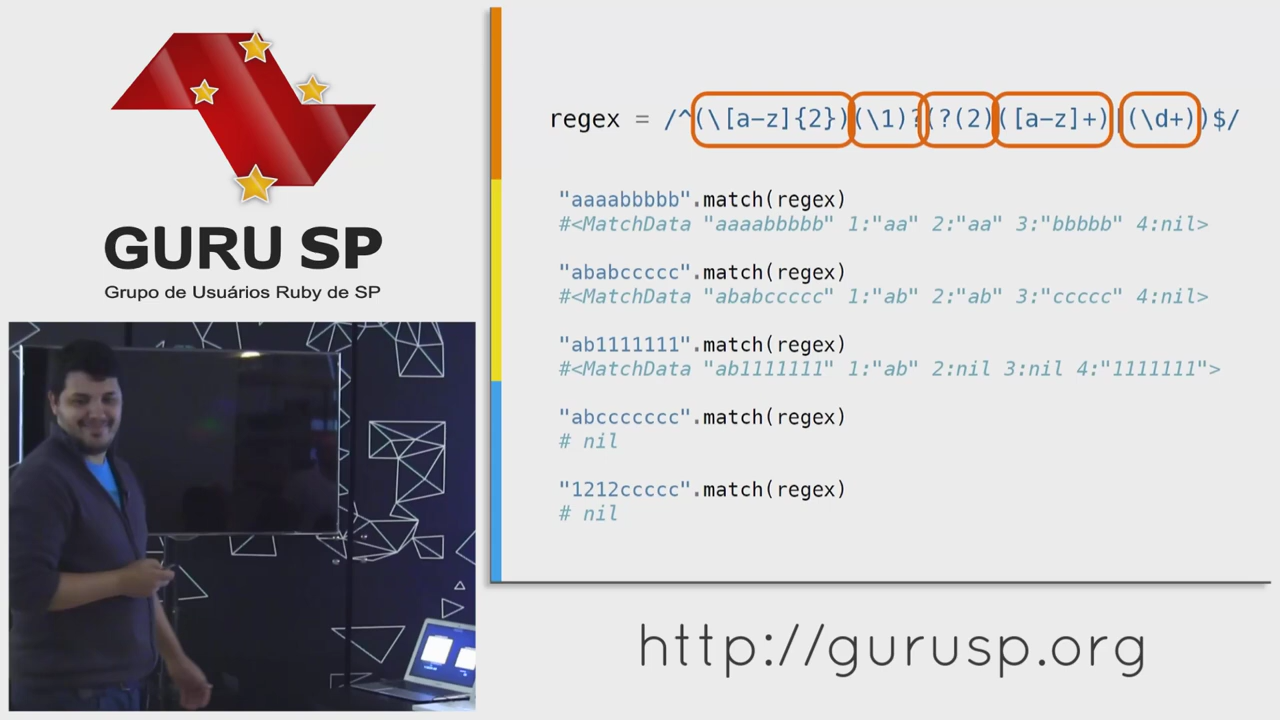 GURU SP
Grupo de Usuários Ruby de SP
regex = /^(\[a-z]{2})(\1)?(?(2)([a-z]+)|(\d+))$/
"aaaabbbbb".match(regex)
#<MatchData "aaaabbbbb" 1:"aa" 2:"aa" 3:"bbbbb" 4:nil>
"ababccccc".match(regex)
#<MatchData "ababccccc" 1:"ab" 2:"ab" 3:"ccccc" 4:nil>
"ab1111111".match(regex)
#<MatchData "ab1111111" 1:"ab" 2:nil 3:nil 4:"1111111">
"abccccccc".match(regex)
# nil
"1212ccccc".match(regex)
# nil
http://gurusp.org